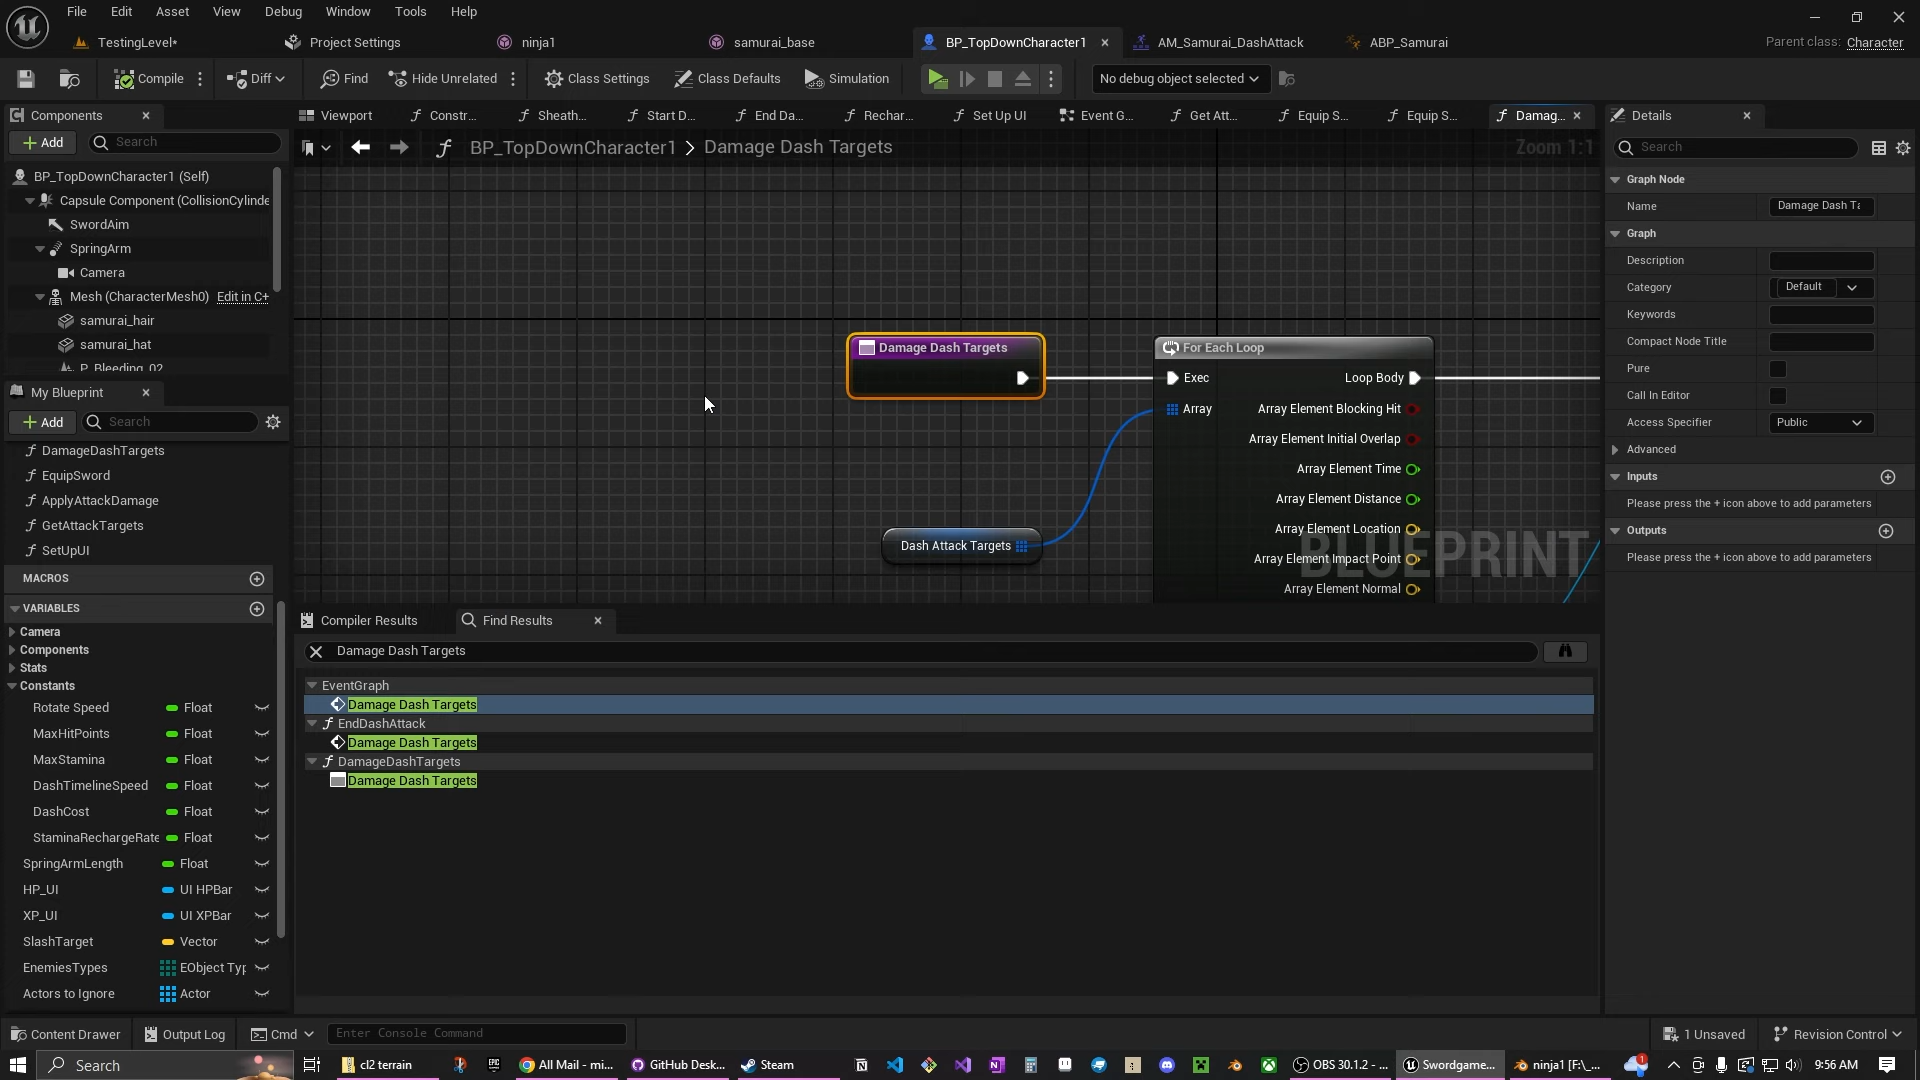 File Edit Asset View Debug Window Tools Help
TestingLevel* Project Settings ninja1 samurai_base BP_TopDownCharacter1 AM_Samurai_DashAttack ABP_Samurai Parent class: Character
Compile Diff Find Hide Unrelated Class Settings Class Defaults Simulation No debug object selected
Components Viewport Constr... Sheath... Start D... End Da... Rechar... Set Up UI Event G... Get Att... Equip S... Equip S... Damag... Details
Add Search BP_TopDownCharacter1 > Damage Dash Targets Zoom 1:1 Search
BP_TopDownCharacter1 (Self) Graph Node
Capsule Component (CollisionCylinde Name Damage Dash Ta
SwordAim Graph
SpringArm Description
Camera Category Default
Mesh (CharacterMesh0) Edit in C+ Keywords
samurai_hair Compact Node Title
samurai_hat Pure
P_Bleeding_02 Call In Editor
Access Specifier Public
Advanced
Inputs
Please press the + icon above to add parameters
Outputs
Please press the + icon above to add parameters
Damage Dash Targets
For Each Loop
Exec Loop Body
Array Array Element Blocking Hit
Array Element Initial Overlap
Array Element Time
Array Element Distance
Array Element Location
Dash Attack Targets Array Element Impact Point
Array Element Normal
BLUEPRINT
My Blueprint
Add Search
DamageDashTargets
EquipSword
ApplyAttackDamage
GetAttackTargets
SetUpUI
MACROS
VARIABLES
Camera
Components
Stats
Constants
Rotate Speed Float
MaxHitPoints Float
MaxStamina Float
DashTimelineSpeed Float
DashCost Float
StaminaRechargeRate Float
SpringArmLength Float
HP_UI UI HPBar
XP_UI UI XPBar
SlashTarget Vector
EnemiesTypes EObject Typ
Actors to Ignore Actor
Compiler Results Find Results
Damage Dash Targets
EventGraph
Damage Dash Targets
EndDashAttack
Damage Dash Targets
DamageDashTargets
Damage Dash Targets
Content Drawer Output Log Cmd Enter Console Command 1 Unsaved Revision Control
Search cl2 terrain EPIC All Mail - mi... GitHub Desk... Steam OBS 30.1.2 - ... Swordgame... ninja1 [F:\_... 1 9:56 AM